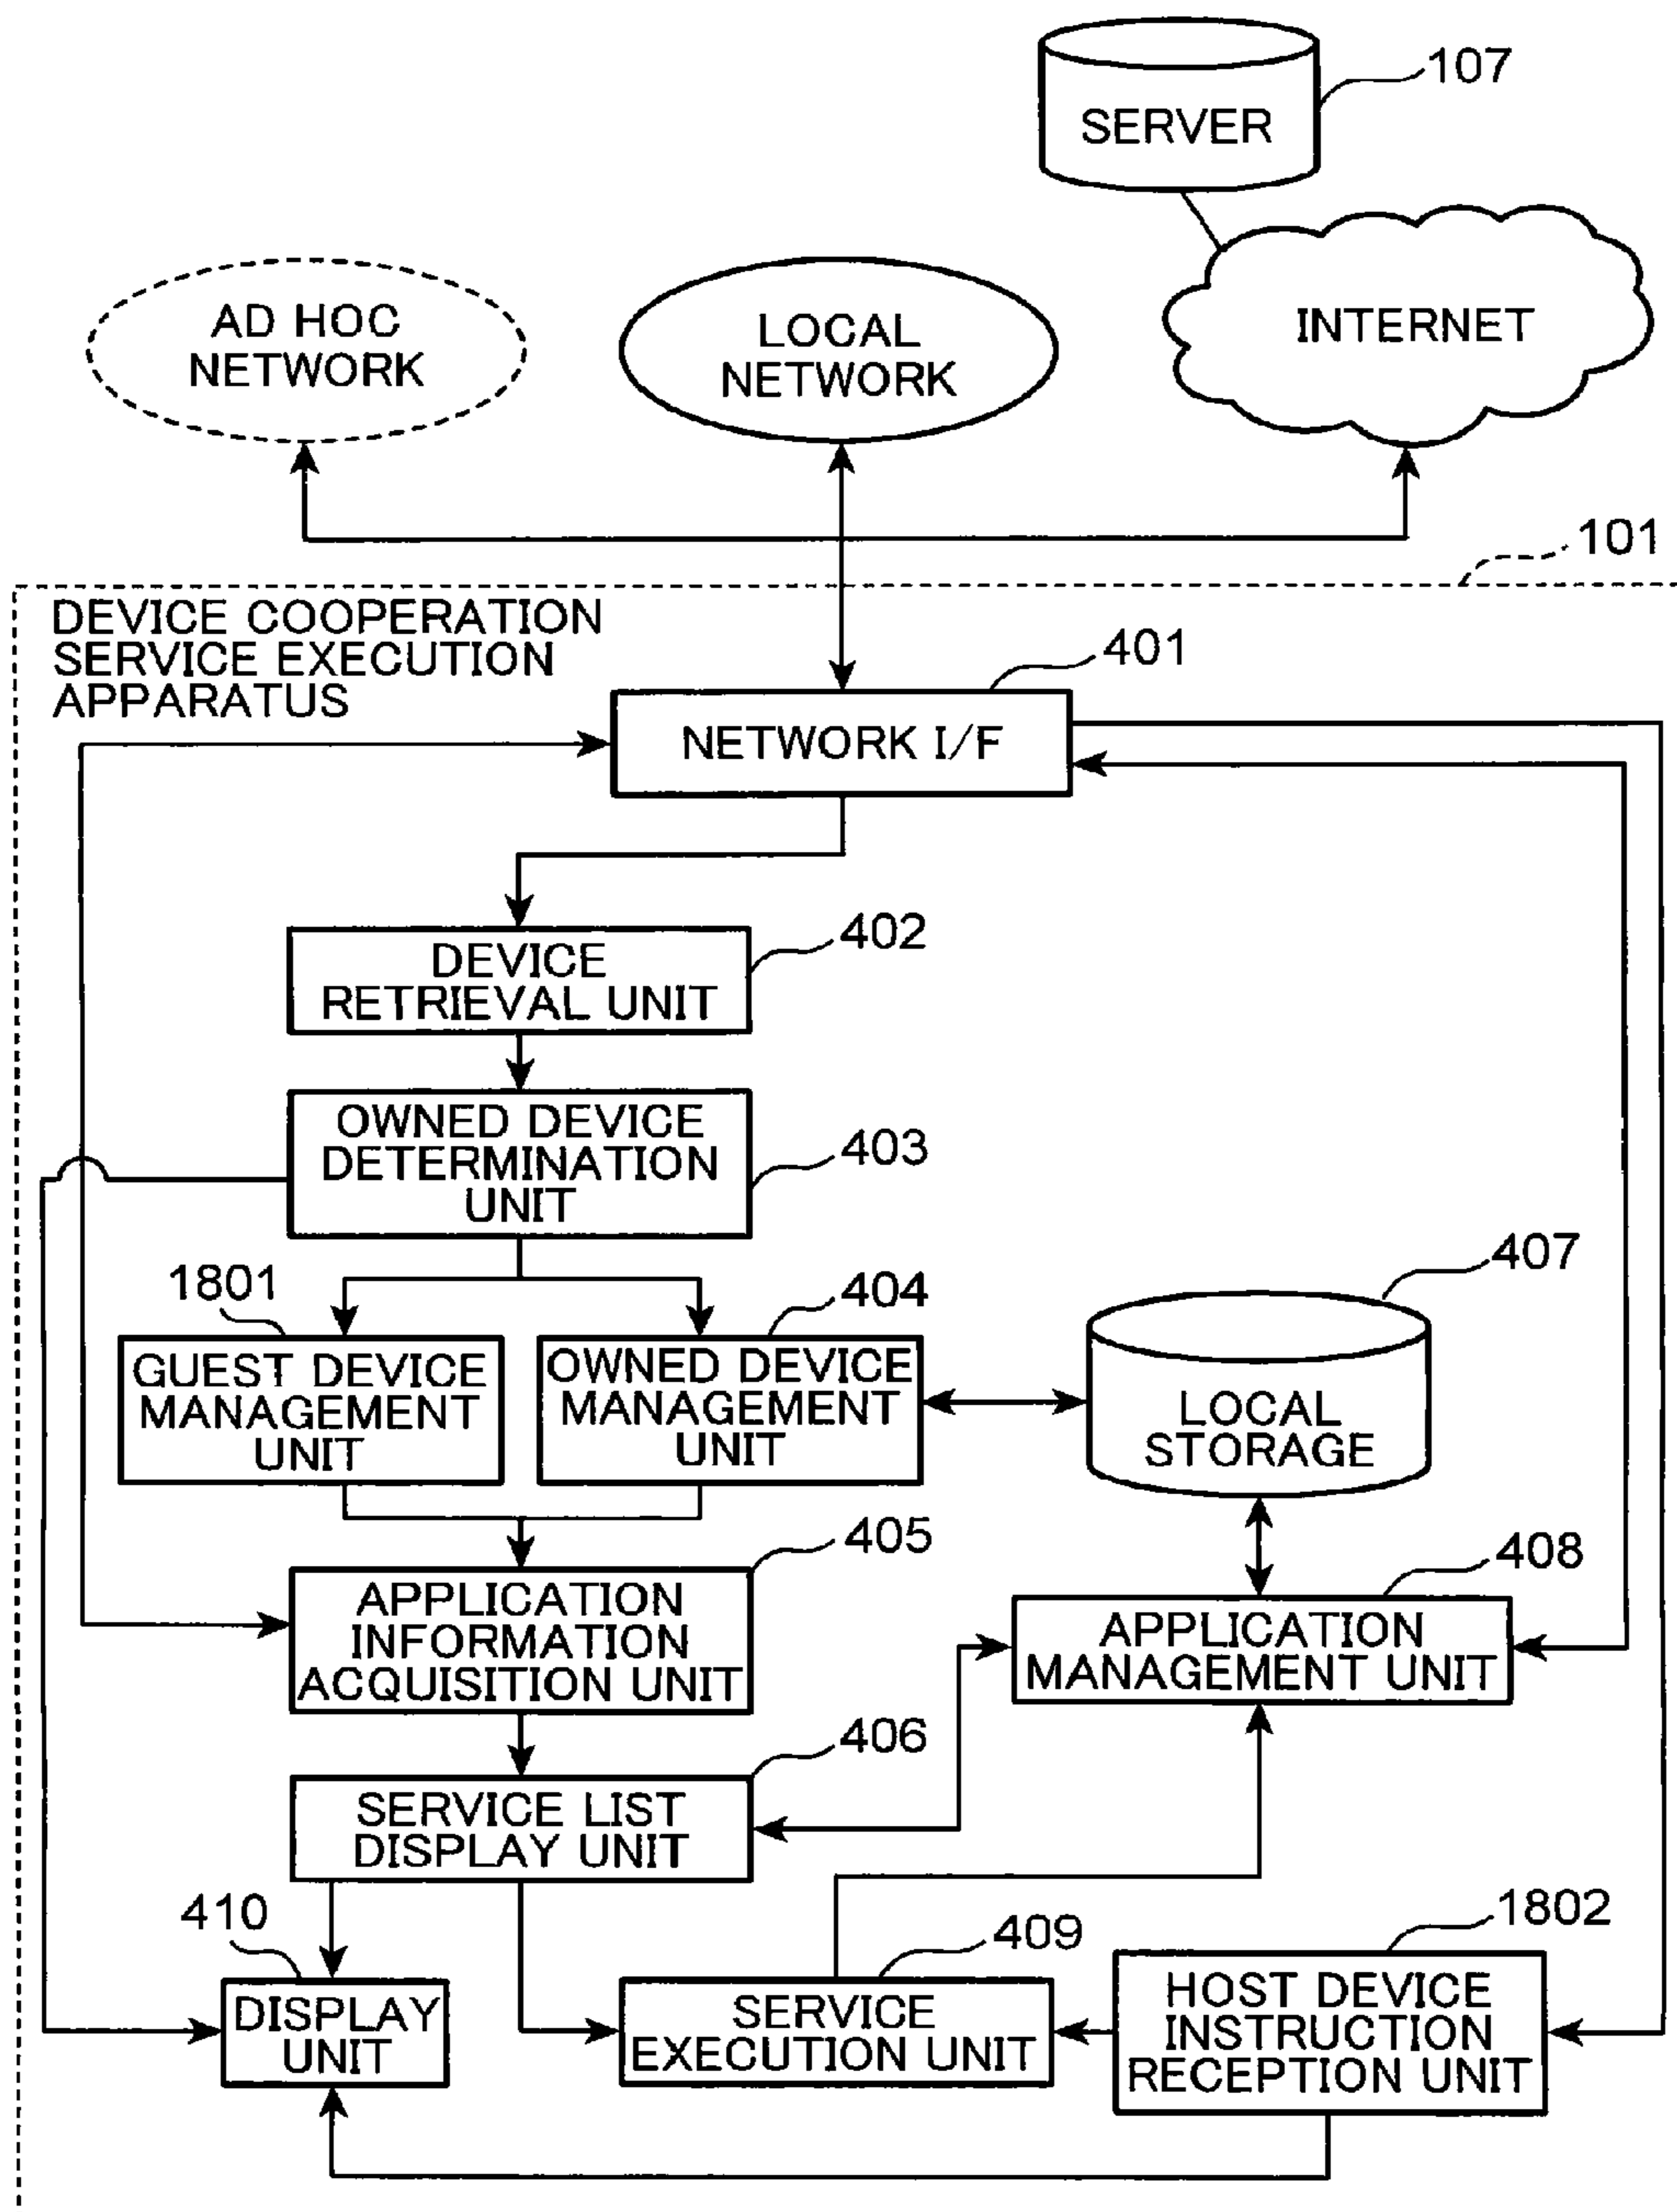 107
SERVER
AD HOC
NETWORK
LOCAL
NETWORK
INTERNET
101
DEVICE COOPERATION
SERVICE EXECUTION
APPARATUS
401
NETWORK I/F
402
DEVICE
RETRIEVAL UNIT
OWNED DEVICE
DETERMINATION
UNIT
403
1801
404
407
GUEST DEVICE
MANAGEMENT
UNIT
OWNED DEVICE
MANAGEMENT
UNIT
LOCAL
STORAGE
405
408
APPLICATION
INFORMATION
ACQUISITION UNIT
APPLICATION
MANAGEMENT UNIT
406
SERVICE LIST
DISPLAY UNIT
410
409
1802
DISPLAY
UNIT
SERVICE
EXECUTION UNIT
HOST DEVICE
INSTRUCTION
RECEPTION UNIT